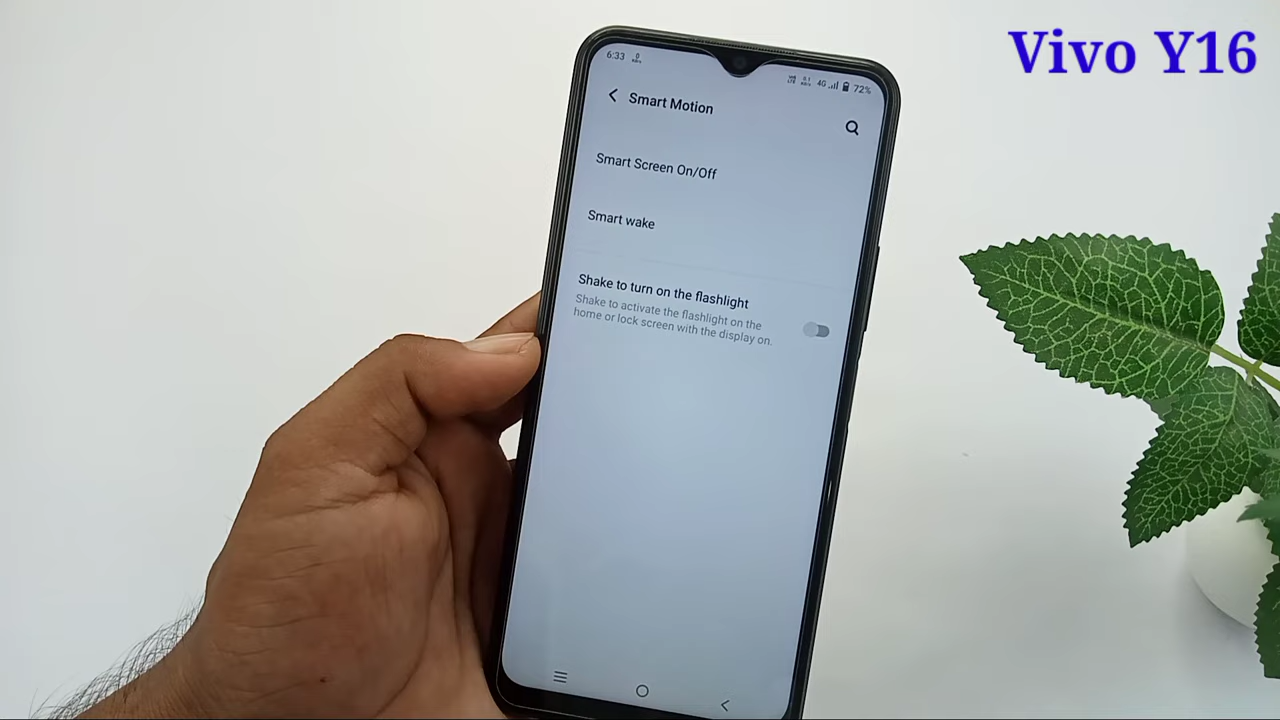 Vivo Y16
6:33
4G 72%
Smart Motion
Smart Screen On/Off
Smart wake
Shake to turn on the flashlight
Shake to activate the flashlight on the
home or lock screen with the display on.